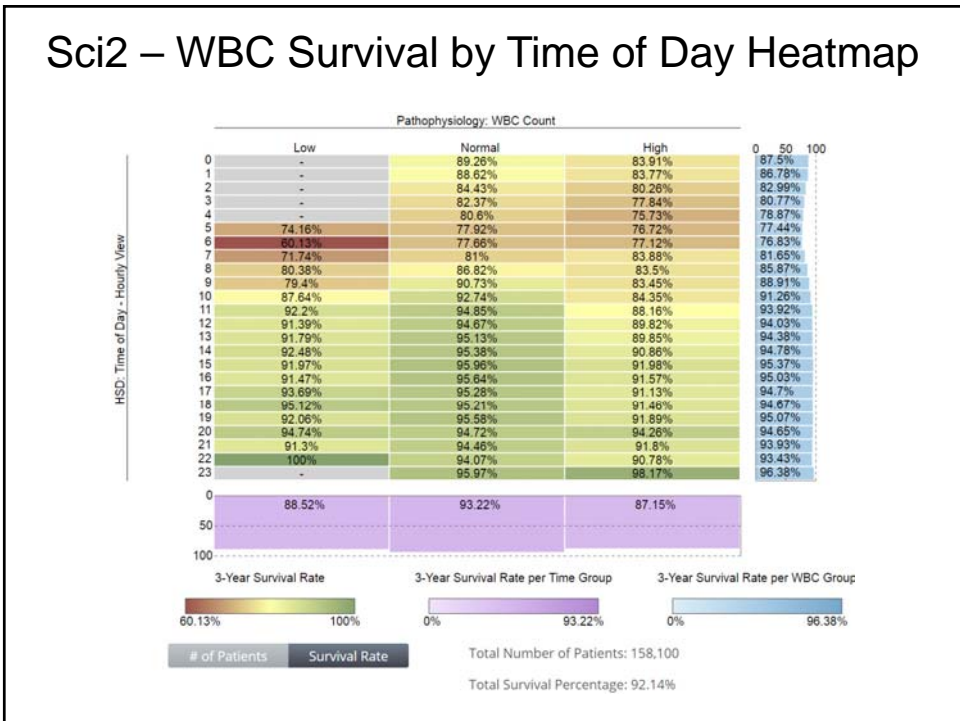 Sci2 – WBC Survival by Time of Day Heatmap
Pathophysiology: WBC Count
Low Normal High 0 50 100
HSD: Time of Day - Hourly View
0 - 89.26% 83.91% 87.5%
1 - 88.62% 83.77% 86.78%
2 - 84.43% 80.26% 82.99%
3 - 82.37% 77.84% 80.77%
4 - 80.6% 75.73% 78.87%
5 74.16% 77.92% 76.72% 77.44%
6 60.13% 77.66% 77.12% 76.83%
7 71.74% 81% 83.88% 81.65%
8 80.38% 86.82% 83.5% 85.87%
9 79.4% 90.73% 83.45% 88.91%
10 87.64% 92.74% 84.35% 91.26%
11 92.2% 94.85% 88.16% 93.92%
12 91.39% 94.67% 89.82% 94.03%
13 91.79% 95.13% 89.85% 94.38%
14 92.48% 95.38% 90.86% 94.78%
15 91.97% 95.96% 91.98% 95.37%
16 91.47% 95.64% 91.57% 95.03%
17 93.69% 95.28% 91.13% 94.7%
18 95.12% 95.21% 91.46% 94.67%
19 92.06% 95.58% 91.89% 95.07%
20 94.74% 94.72% 94.26% 94.65%
21 91.3% 94.46% 91.8% 93.93%
22 100% 94.07% 90.78% 93.43%
23 - 95.97% 98.17% 96.38%
0
88.52% 93.22% 87.15%
50
100
3-Year Survival Rate 3-Year Survival Rate per Time Group 3-Year Survival Rate per WBC Group
60.13% 100% 0% 93.22% 0% 96.38%
# of Patients Survival Rate Total Number of Patients: 158,100
Total Survival Percentage: 92.14%